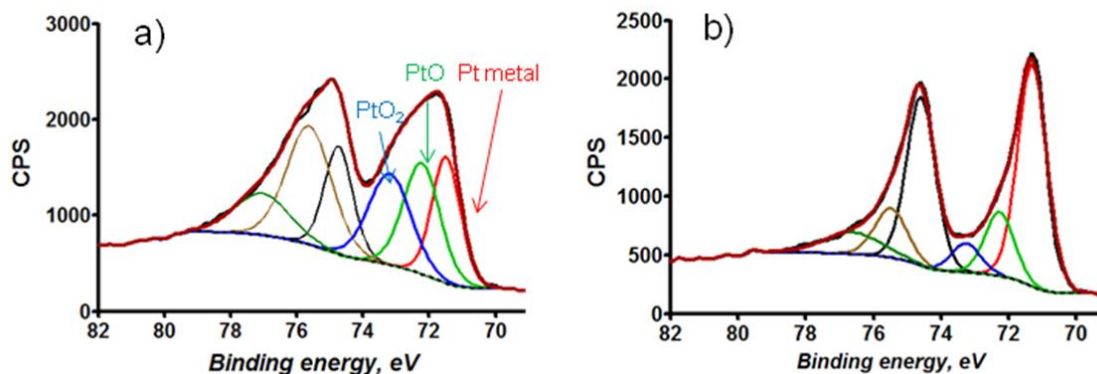 a)
3000
2000
1000
0
CPS
PtO₂
PtO
Pt metal
82 80 78 76 74 72 70
Binding energy, eV
b)
2500
2000
1500
1000
500
0
CPS
82 80 78 76 74 72 70
Binding energy, eV